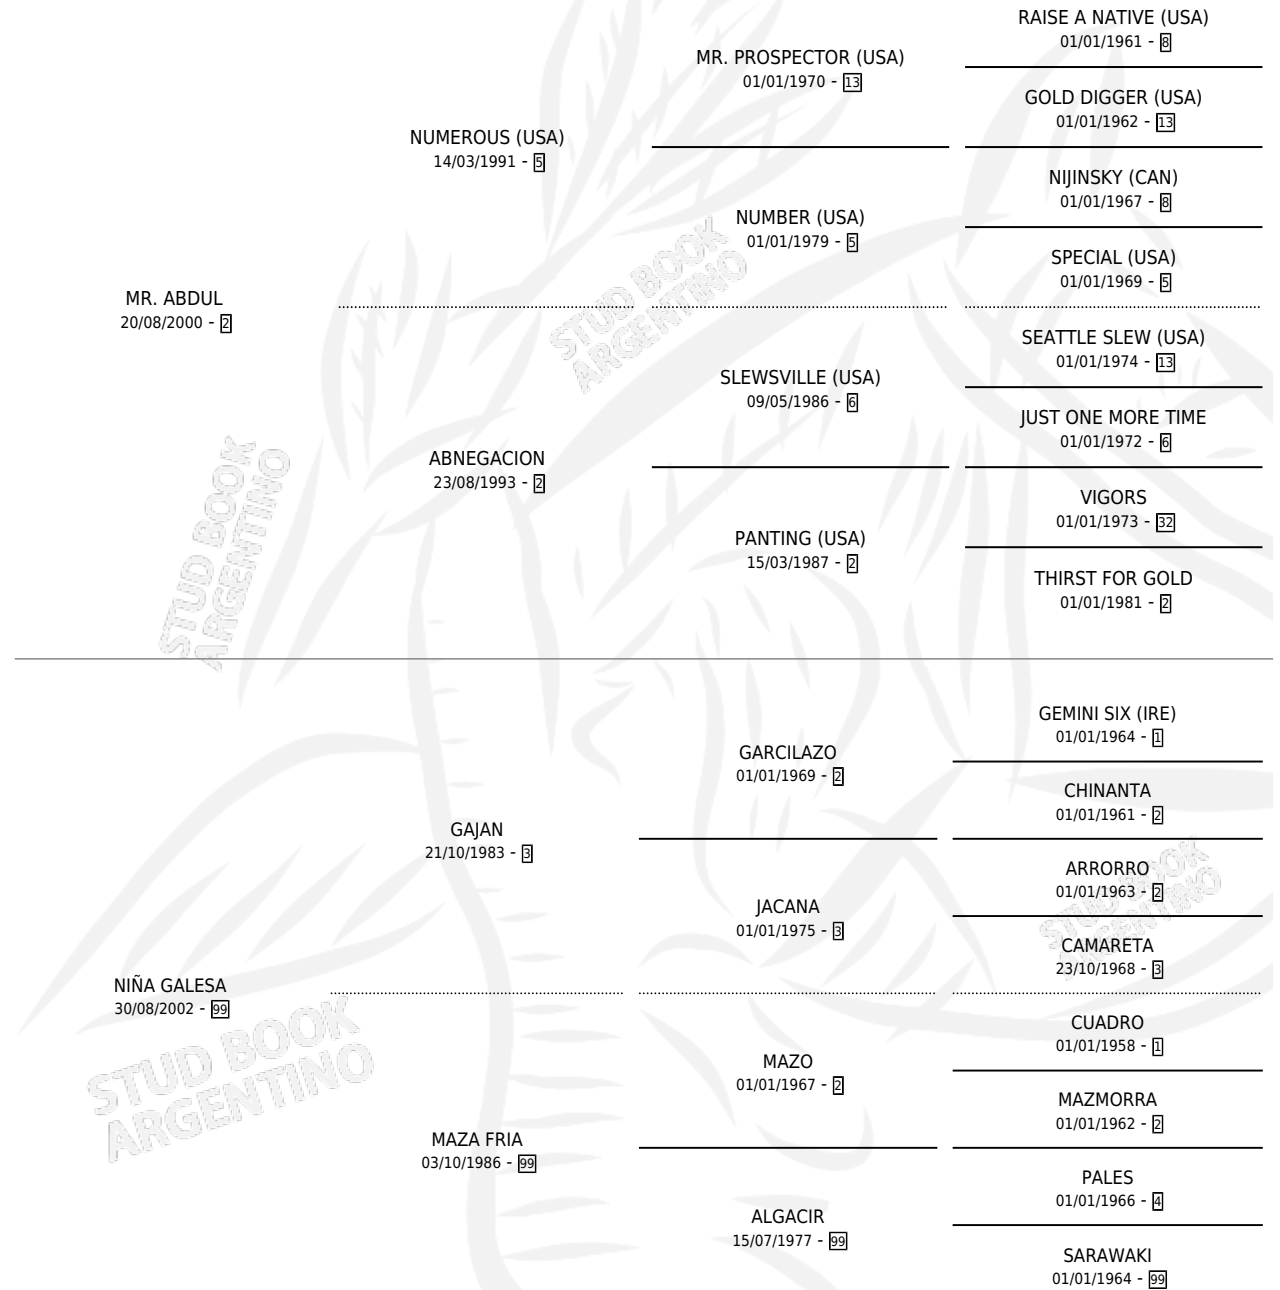 RAISE A NATIVE (USA)
01/01/1961 - 8
MR. PROSPECTOR (USA)
01/01/1970 - 13
GOLD DIGGER (USA)
01/01/1962 - 13
NUMEROUS (USA)
14/03/1991 - 5
NIJINSKY (CAN)
01/01/1967 - 8
NUMBER (USA)
01/01/1979 - 5
SPECIAL (USA)
01/01/1969 - 5
MR. ABDUL
20/08/2000 - 2
SEATTLE SLEW (USA)
01/01/1974 - 13
SLEWSVILLE (USA)
09/05/1986 - 6
JUST ONE MORE TIME
01/01/1972 - 6
ABNEGACION
23/08/1993 - 2
VIGORS
01/01/1973 - 32
PANTING (USA)
15/03/1987 - 2
THIRST FOR GOLD
01/01/1981 - 2
STUD BOOK
ARGENTINO
STUD BOOK
ARGENTINO
GEMINI SIX (IRE)
01/01/1964 - 1
GARCILAZO
01/01/1969 - 2
CHINANTA
01/01/1961 - 2
GAJAN
21/10/1983 - 3
ARRORRO
01/01/1963 - 2
JACANA
01/01/1975 - 3
CAMARETA
23/10/1968 - 3
NIÑA GALESA
30/08/2002 - 99
CUADRO
01/01/1958 - 1
MAZO
01/01/1967 - 2
MAZMORRA
01/01/1962 - 2
MAZA FRIA
03/10/1986 - 99
PALES
01/01/1966 - 4
ALGACIR
15/07/1977 - 99
SARAWAKI
01/01/1964 - 99
STUD BOOK
ARGENTINO
STUD BOOK
ARGENTINO